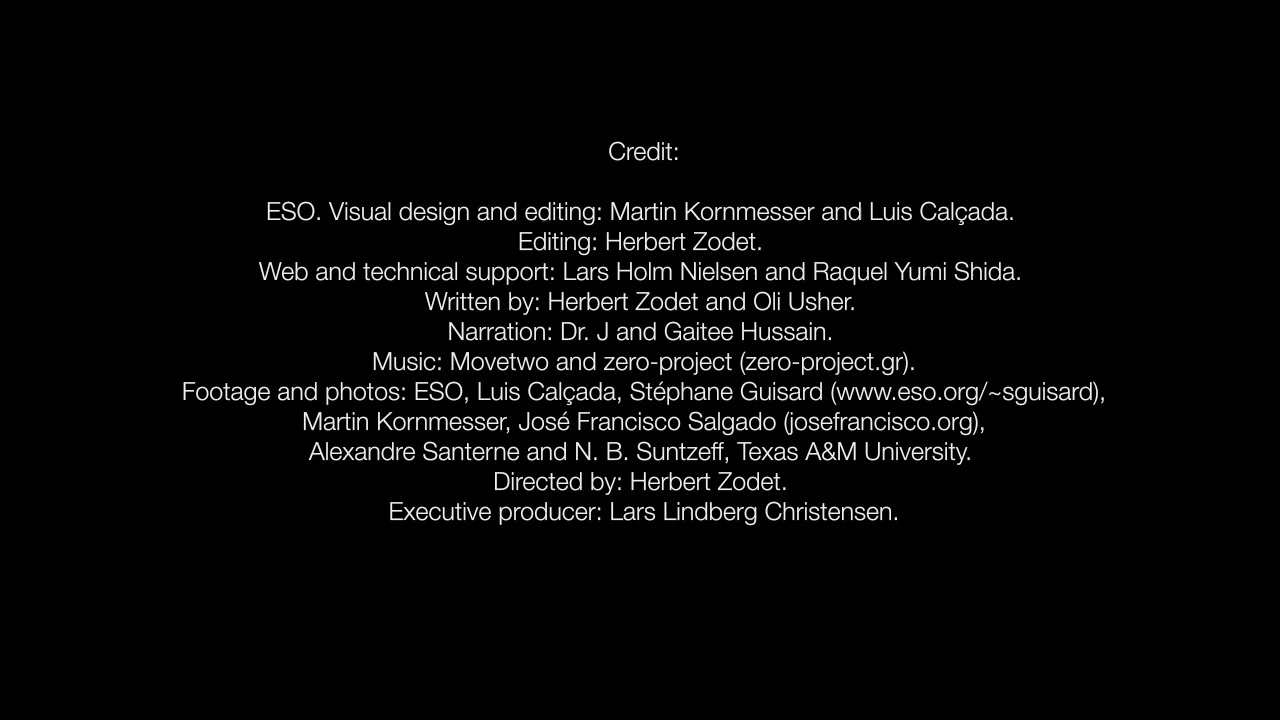 Credit:
ESO. Visual design and editing: Martin Kornmesser and Luis Calçada.
Editing: Herbert Zodet.
Web and technical support: Lars Holm Nielsen and Raquel Yumi Shida.
Written by: Herbert Zodet and Oli Usher.
Narration: Dr. J and Gaitee Hussain.
Music: Movetwo and zero-project (zero-project.gr).
Footage and photos: ESO, Luis Calçada, Stéphane Guisard (www.eso.org/~sguisard),
Martin Kornmesser, José Francisco Salgado (josefrancisco.org),
Alexandre Santerne and N. B. Suntzeff, Texas A&M University.
Directed by: Herbert Zodet.
Executive producer: Lars Lindberg Christensen.